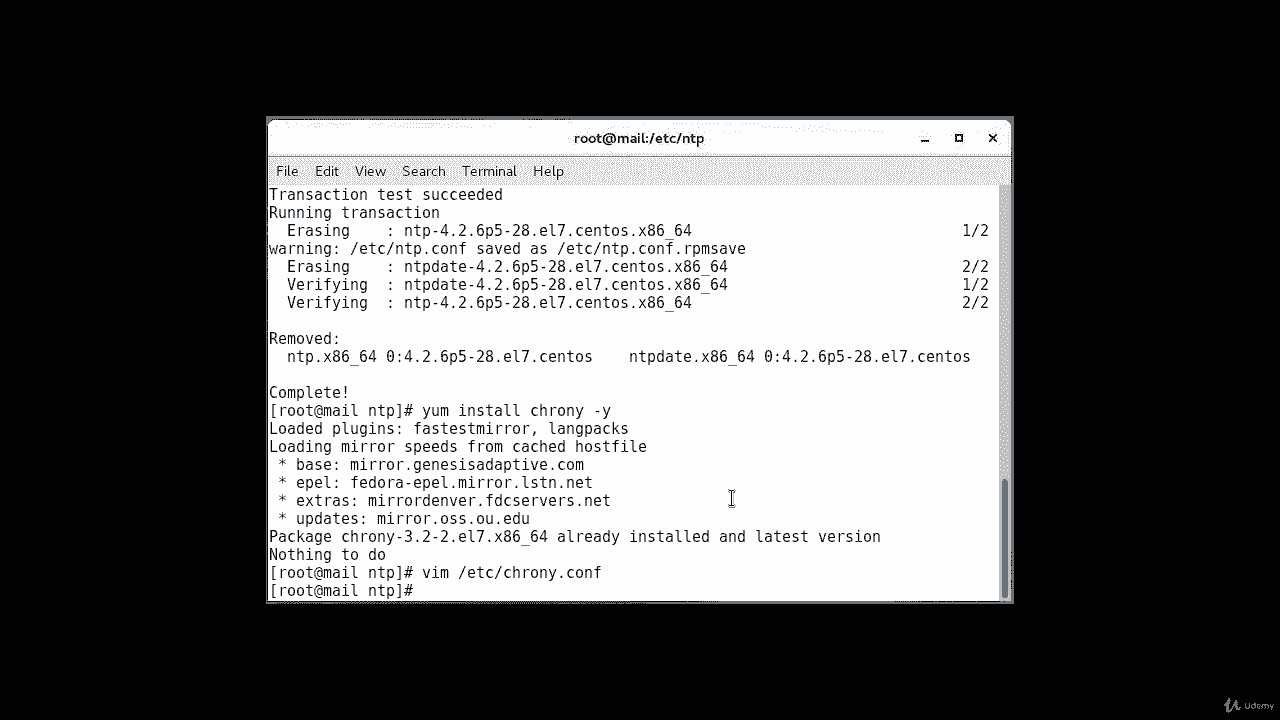 root@mail:/etc/ntp
File Edit View Search Terminal Help
Transaction test succeeded
Running transaction
  Erasing    : ntp-4.2.6p5-28.el7.centos.x86_64                              1/2
warning: /etc/ntp.conf saved as /etc/ntp.conf.rpmsave
  Erasing    : ntpdate-4.2.6p5-28.el7.centos.x86_64                          2/2
  Verifying  : ntpdate-4.2.6p5-28.el7.centos.x86_64                          1/2
  Verifying  : ntp-4.2.6p5-28.el7.centos.x86_64                              2/2
Removed:
  ntp.x86_64 0:4.2.6p5-28.el7.centos    ntpdate.x86_64 0:4.2.6p5-28.el7.centos
Complete!
[root@mail ntp]# yum install chrony -y
Loaded plugins: fastestmirror, langpacks
Loading mirror speeds from cached hostfile
 * base: mirror.genesisadaptive.com
 * epel: fedora-epel.mirror.lstn.net
 * extras: mirrordenver.fdcservers.net
 * updates: mirror.oss.ou.edu
Package chrony-3.2-2.el7.x86_64 already installed and latest version
Nothing to do
[root@mail ntp]# vim /etc/chrony.conf
[root@mail ntp]#
Udemy